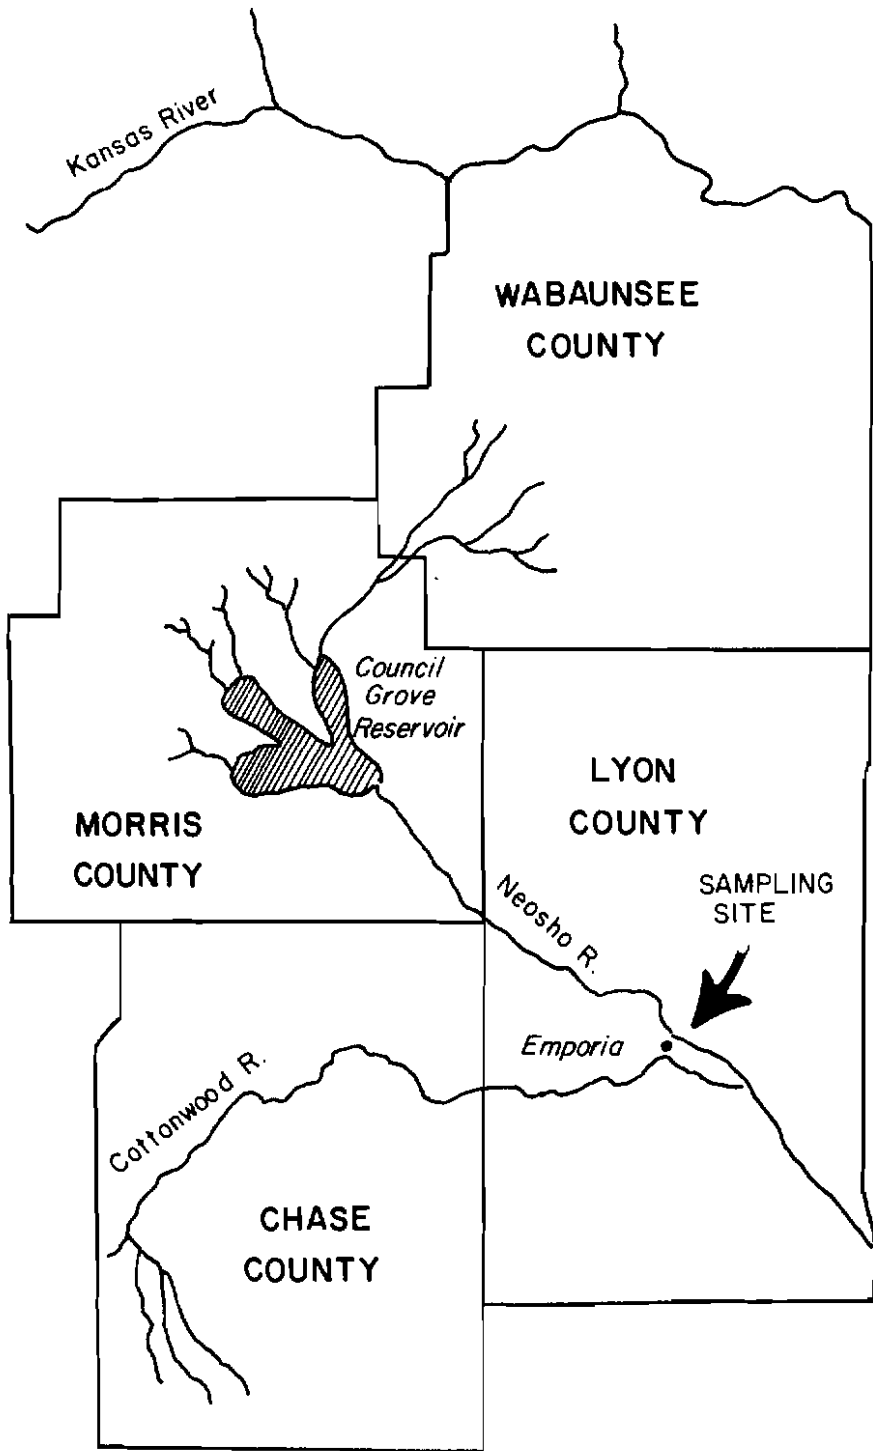 Kansas River
WABAUNSEE
COUNTY
Council
Grove
Reservoir
LYON
COUNTY
MORRIS
COUNTY
SAMPLING
SITE
Neosho R.
Emporia
Cottonwood R.
CHASE
COUNTY